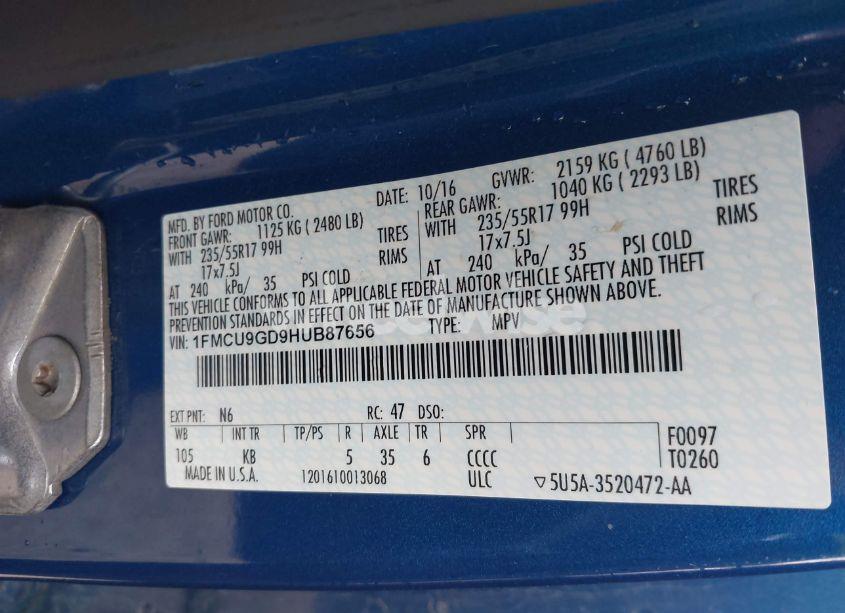 MFD. BY FORD MOTOR CO. DATE: 10/16 GVWR: 2159 KG ( 4760 LB)
FRONT GAWR: 1125 KG ( 2480 LB) REAR GAWR: 1040 KG ( 2293 LB)
WITH 235/55R17 99H TIRES WITH 235/55R17 99H TIRES
17x7.5J RIMS 17x7.5J RIMS
AT 240 kPa/ 35 PSI COLD AT 240 kPa/ 35 PSI COLD
THIS VEHICLE CONFORMS TO ALL APPLICABLE FEDERAL MOTOR VEHICLE SAFETY AND THEFT
PREVENTION STANDARDS IN EFFECT ON THE DATE OF MANUFACTURE SHOWN ABOVE.
VIN: 1FMCU9GD9HUB87656 TYPE: MPV
EXT PNT: N6 RC: 47 DSO:
WB INT TR TP/PS R AXLE TR SPR F0097
105 KB 5 35 6 CCCC T0260
MADE IN U.S.A. 1201610013068 ULC ▽5U5A-3520472-AA